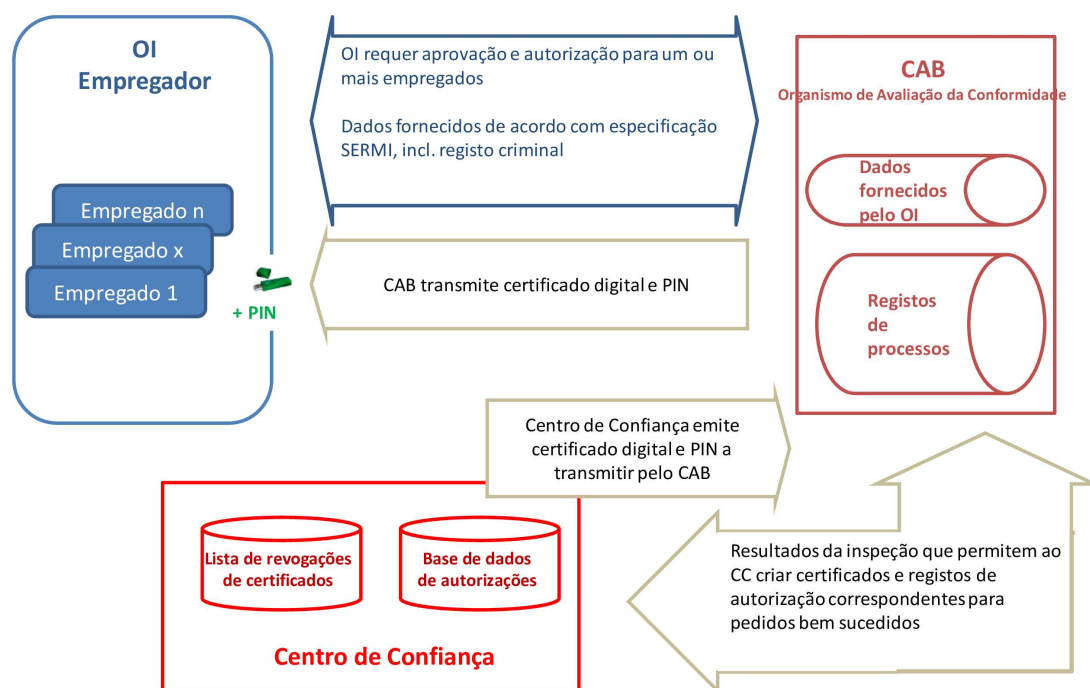 OI
Empregador
Empregado n
Empregado x
Empregado 1
+ PIN
OI requer aprovação e autorização para um ou
mais empregados
Dados fornecidos de acordo com especificação
SERMI, incl. registo criminal
CAB transmite certificado digital e PIN
CAB
Organismo de Avaliação da Conformidade
Dados
fornecidos
pelo OI
Registos
de
processos
Centro de Confiança emite
certificado digital e PIN a
transmitir pelo CAB
Lista de revogações
de certificados
Base de dados
de autorizações
Centro de Confiança
Resultados da inspeção que permitem ao
CC criar certificados e registos de
autorização correspondentes para
pedidos bem sucedidos